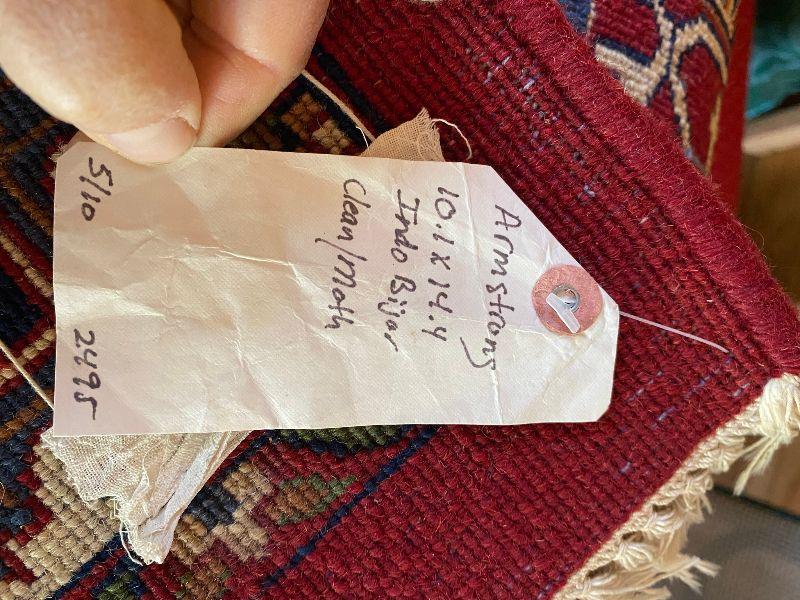 Armstrong
10.1 x 14.4
Indo Bijar
Clean/Moth
5/10 2495